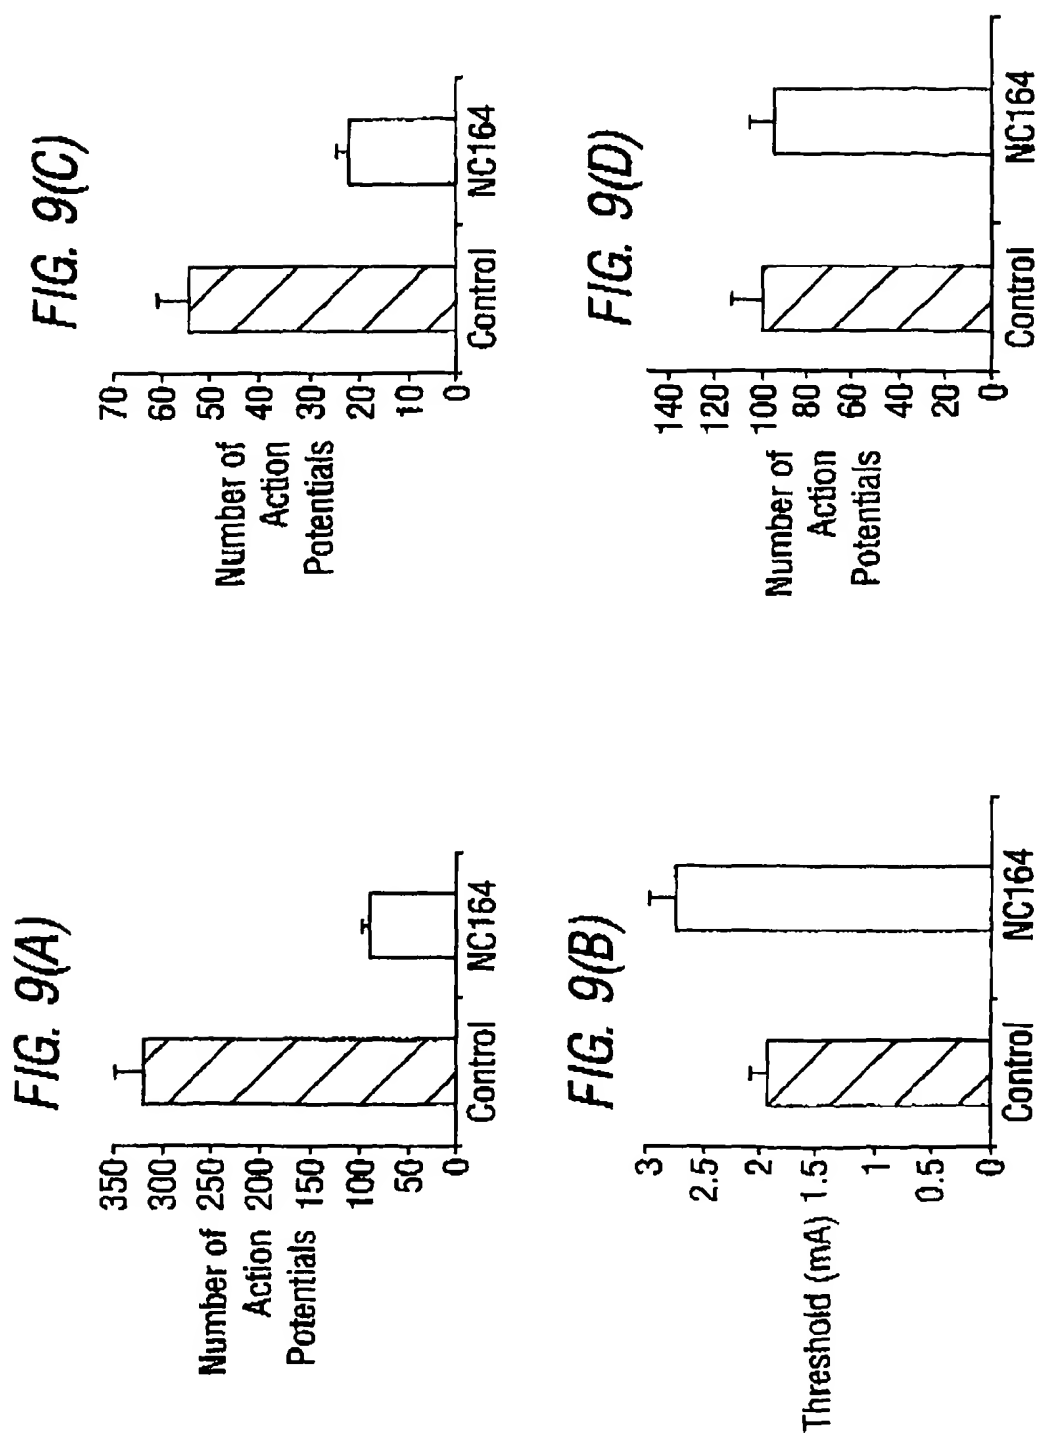 FIG. 9(A)
350
300
Number of 250
Action 200
Potentials 150
100
50
0
Control
NC164
FIG. 9(C)
70
60
Number of 50
Action 40
Potentials 30
20
10
0
Control
NC164
FIG. 9(B)
3
2.5
2
Threshold (mA) 1.5
1
0.5
0
Control
NC164
FIG. 9(D)
140
120
Number of 100
Action 80
Potentials 60
40
20
0
Control
NC164